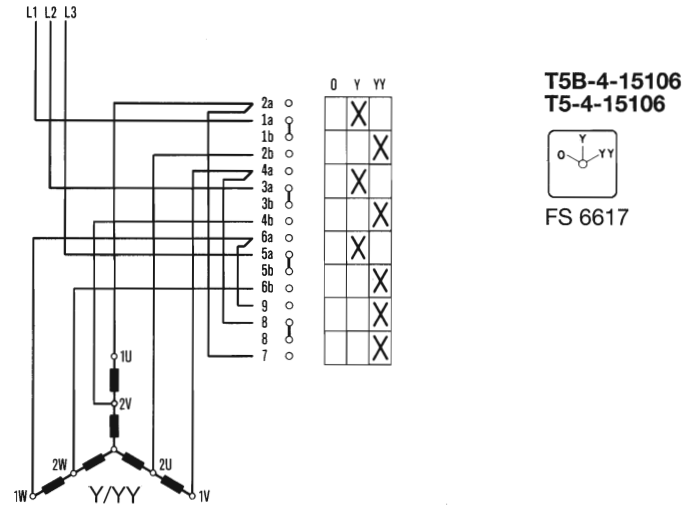 L1 L2 L3
0 Y YY
2a
1a
1b
2b
4a
3a
3b
4b
6a
5a
5b
6b
9
8
8
7
X
X
X
X
X
X
X
X
1U
2V
2W
2U
1W
1V
Y/YY
T5B-4-15106
T5-4-15106
Y
0
YY
FS 6617